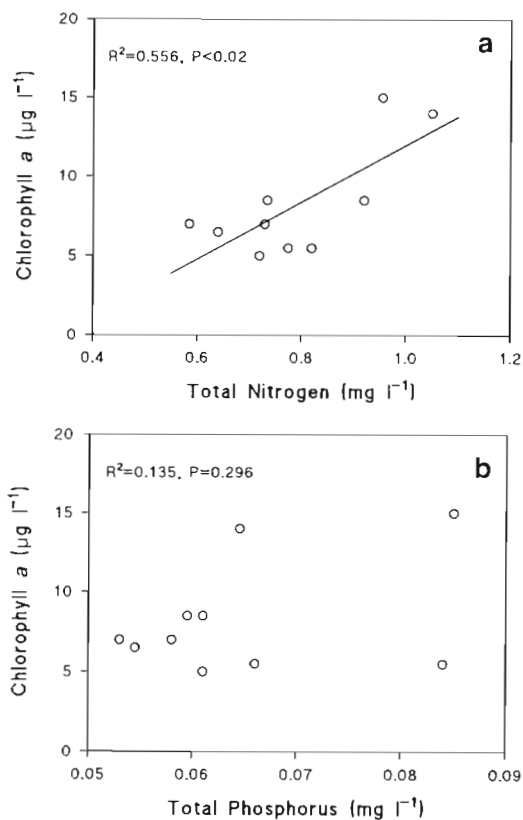 a
R²=0.556, P<0.02
Chlorophyll a (µg l⁻¹)
20
15
10
5
0
0.4 0.6 0.8 1.0 1.2
Total Nitrogen (mg l⁻¹)
b
R²=0.135, P=0.296
Chlorophyll a (µg l⁻¹)
20
15
10
5
0
0.05 0.06 0.07 0.08 0.09
Total Phosphorus (mg l⁻¹)